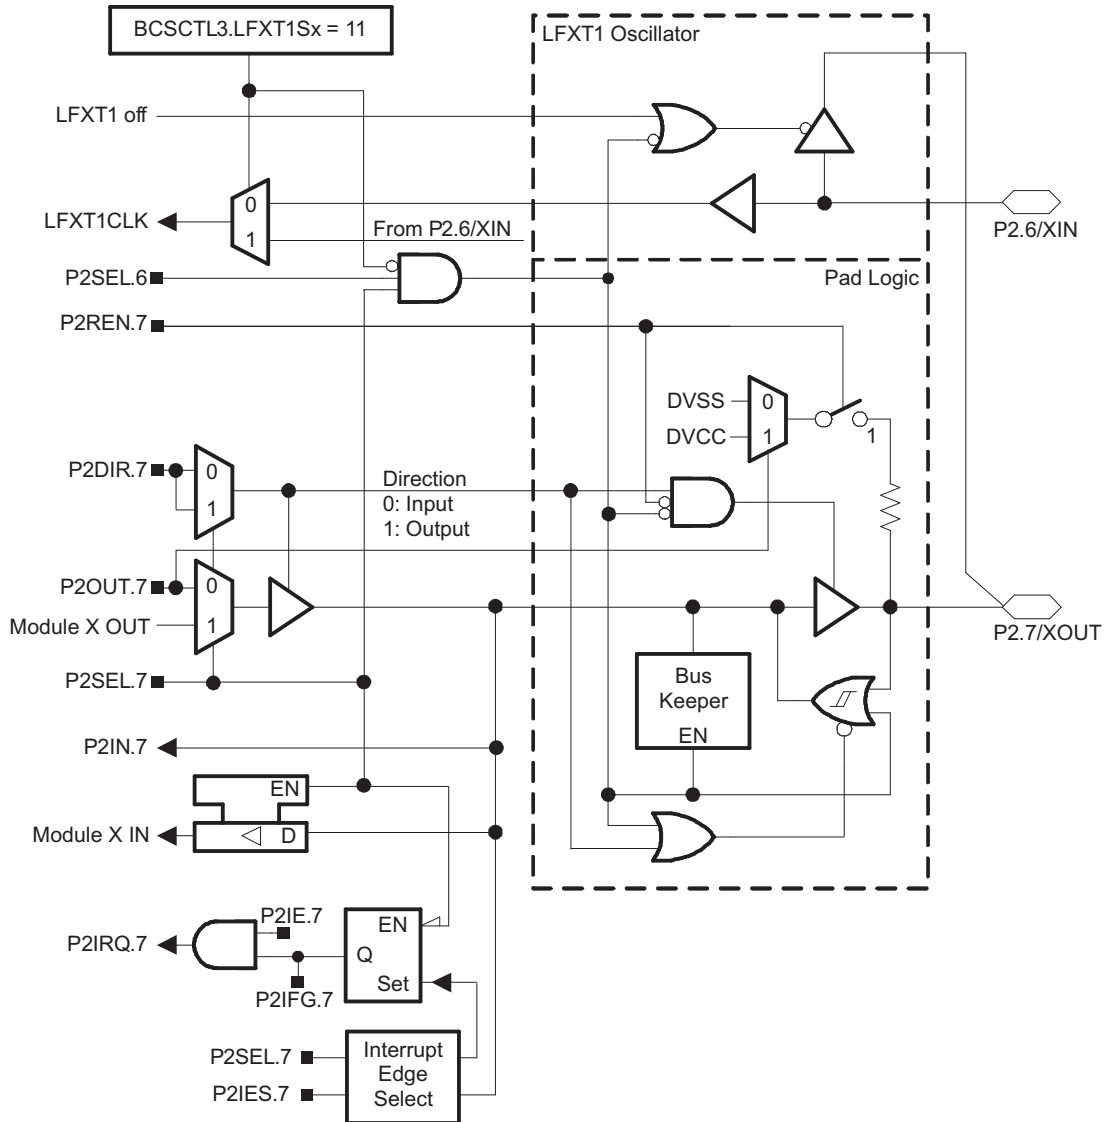 BCSCTL3.LFXT1Sx = 11
LFXT1 Oscillator
LFXT1 off
0
LFXT1CLK
1
From P2.6/XIN
P2.6/XIN
P2SEL.6
Pad Logic
P2REN.7
DVSS
0
DVCC
1
1
P2DIR.7
0
1
Direction
0: Input
1: Output
P2OUT.7
0
Module X OUT
1
P2.7/XOUT
P2SEL.7
Bus
Keeper
EN
P2IN.7
EN
Module X IN
D
P2IE.7
EN
P2IRQ.7
Q
Set
P2IFG.7
P2SEL.7
P2IES.7
Interrupt
Edge
Select